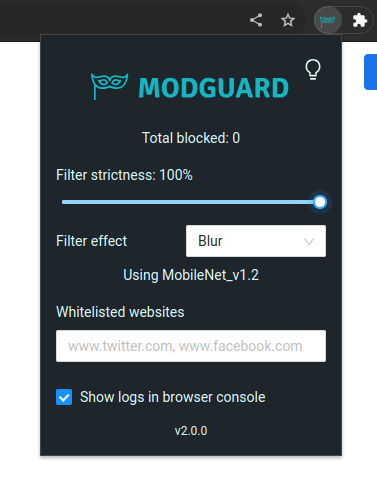 MODGUARD
Total blocked: 0
Filter strictness: 100%
Filter effect
Blur
Using MobileNet_v1.2
Whitelisted websites
www.twitter.com, www.facebook.com
Show logs in browser console
v2.0.0